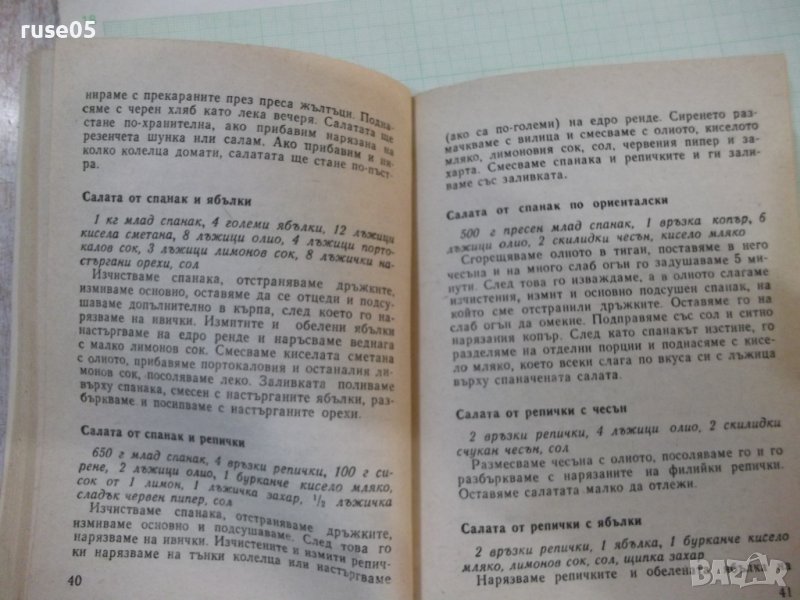 ruse05
нираме с прекараните през преса жълтъци. Подна-
сяме с черен хляб като лека вечеря. Салатата ще
стане по-хранителна, ако прибавим нарязана на
резенчета шунка или салам. Ако прибавим и ня-
колко колелца домати, салатата ще стане по-пъст-
ра.
Салата от спанак и ябълки
1 кг млад спанак, 4 големи ябълки, 12 лъжици
кисела сметана, 8 лъжици олио, 4 лъжици порто-
калов сок, 3 лъжици лимонов сок, 8 лъжички на-
стъргани орехи, сол
Изчистваме спанака, отстраняваме дръжките,
измиваме основно, оставяме да се отцеди и подсу-
шаваме допълнително в кърпа, след което го на-
рязваме на ивички. Измитите и обелени ябълки
настъргваме на едро ренде и наръсваме веднага
с малко лимонов сок. Смесваме киселата сметана
с олиото, прибавяме портокаловия и останалия ли-
монов сок, посоляваме леко. Заливката поливаме
върху спанака, смесен с настърганите ябълки, раз-
бъркваме и посипваме с настърганите орехи.
Салата от спанак и репички
650 г млад спанак, 4 връзки репички, 100 г си-
рене, 2 лъжици олио, 1 бурканче кисело мляко,
сок от 1 лимон, 1 лъжичка захар, 1/2 лъжичка
сладък червен пипер, сол
Изчистваме спанака, отстраняваме дръжките,
измиваме основно и подсушаваме. След това го
нарязваме на ивички. Изчистените и измити репич-
ки нарязваме на тънки колелца или настъргваме
40
(ако са по-големи) на едро ренде. Сиренето раз-
мачкваме с вилица и смесваме с олиото, киселото
мляко, лимоновия сок, сол, червения пипер и за-
харта. Смесваме спанака и репичките и ги зали-
ваме със заливката.
Салата от спанак по ориенталски
500 г пресен млад спанак, 1 връзка копър, 6
лъжици олио, 2 скилидки чесън, кисело мляко
Сгорещяваме олиото в тиган, поставяме в него
чесъна и на много слаб огън го задушаваме 5 ми-
нути. След това го изваждаме, а в олиото слагаме
изчистения, измит и основно подсушен спанак, на
който сме отстранили дръжките. Оставяме го на
слаб огън да омекне. Подправяме със сол и ситно
нарязания копър. След като спанакът изстине, го
разделяме на отделни порции и поднасяме с кисе-
ло мляко, което всеки слага по вкуса си с лъжица
върху спаначената салата.
Салата от репички с чесън
2 връзки репички, 4 лъжици олио, 2 скилидки
счукан чесън, сол
Размесваме чесъна с олиото, посоляваме го и го
разбъркваме с нарязаните на филийки репички.
Оставяме салатата малко да отлежи.
Салата от репички с ябълки
2 връзки репички, 1 ябълка, 1 бурканче кисело
мляко, лимонов сок, сол, щипка захар
Нарязваме репичките и обелената ябълка на
41
bazar.bg